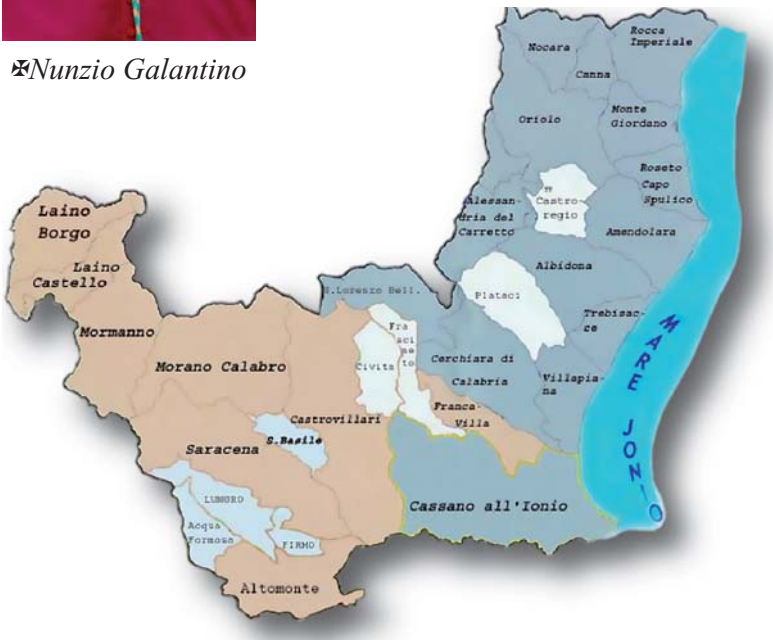 ✠Nunzio Galantino
Rocca
Imperiale
Nocara
Canna
Oriolo
Monte
Giordano
Roseto
Capo
Spulico
Castro-
regio
Alessan-
dria del
Carretto
Amendolara
Albidona
Plataci
Trebisac-
ce
Laino
Borgo
Laino
Castello
Mormanno
Morano Calabro
S.Lorenzo Bell.
Fra
sci
ne
to
Civita
Cerchiara di
Calabria
Villapia-
na
Franca-
Villa
Castrovillari
S.Basile
Saracena
LUNGRO
Acqua
Formosa
FIRMO
Altomonte
Cassano all'Ionio
MARE JONIO